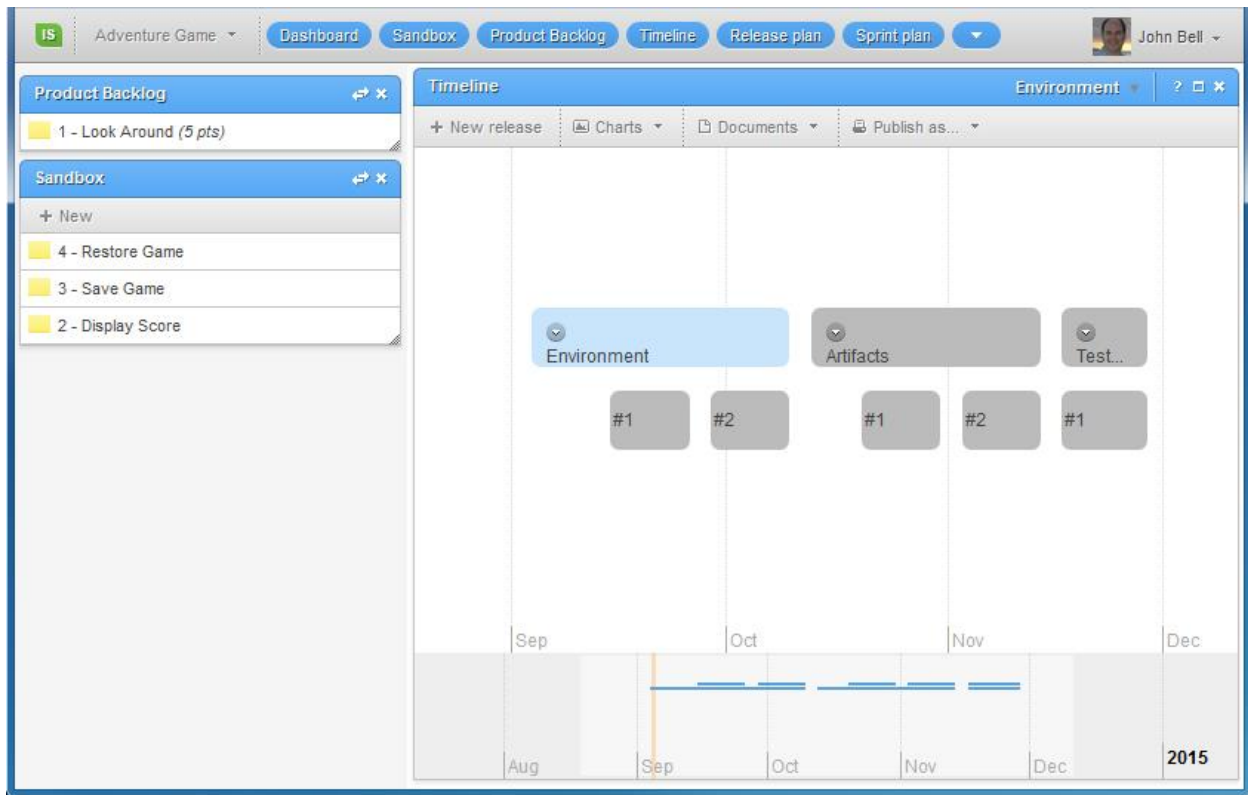 iS Adventure Game Dashboard Sandbox Product Backlog Timeline Release plan Sprint plan John Bell
Product Backlog
1 - Look Around (5 pts)
Sandbox
+ New
4 - Restore Game
3 - Save Game
2 - Display Score
Timeline Environment ?
+ New release Charts Documents Publish as...
Environment Artifacts Test...
#1 #2 #1 #2 #1
Sep Oct Nov Dec
Aug Sep Oct Nov Dec 2015